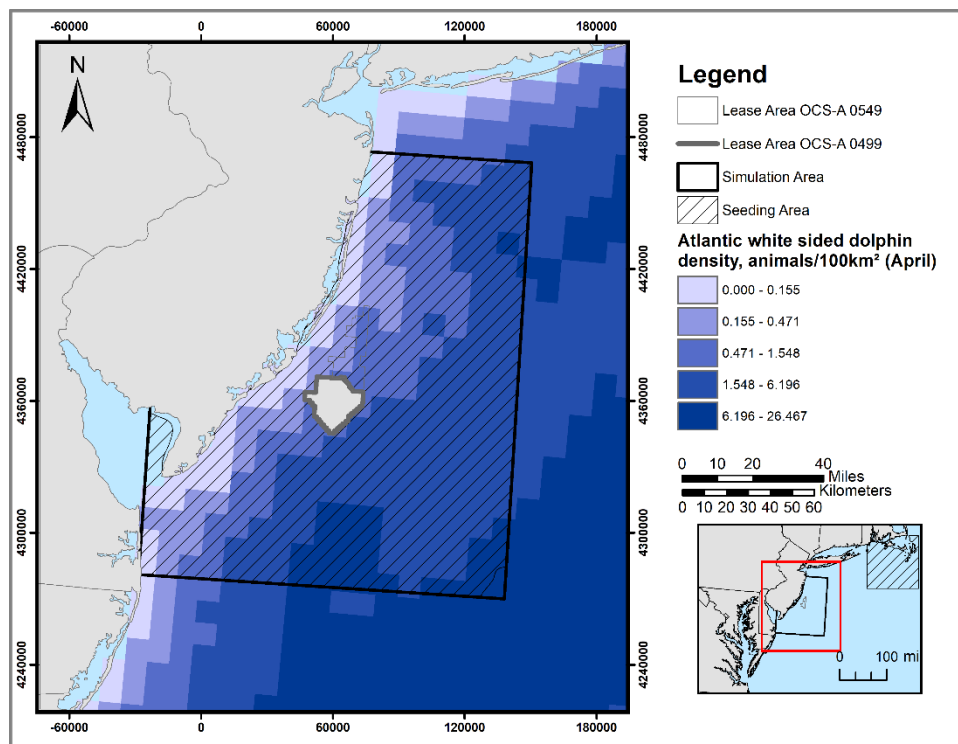 -60000 0 60000 120000 180000
N
4480000
4420000
4360000
4300000
4240000
4480000
4420000
4360000
4300000
4240000
-60000 0 60000 120000 180000
Legend
Lease Area OCS-A 0549
Lease Area OCS-A 0499
Simulation Area
Seeding Area
Atlantic white sided dolphin
density, animals/100km² (April)
0.000 - 0.155
0.155 - 0.471
0.471 - 1.548
1.548 - 6.196
6.196 - 26.467
0 10 20 40
Miles
Kilometers
0 5 10 20 30 40 50 60
0 100 mi